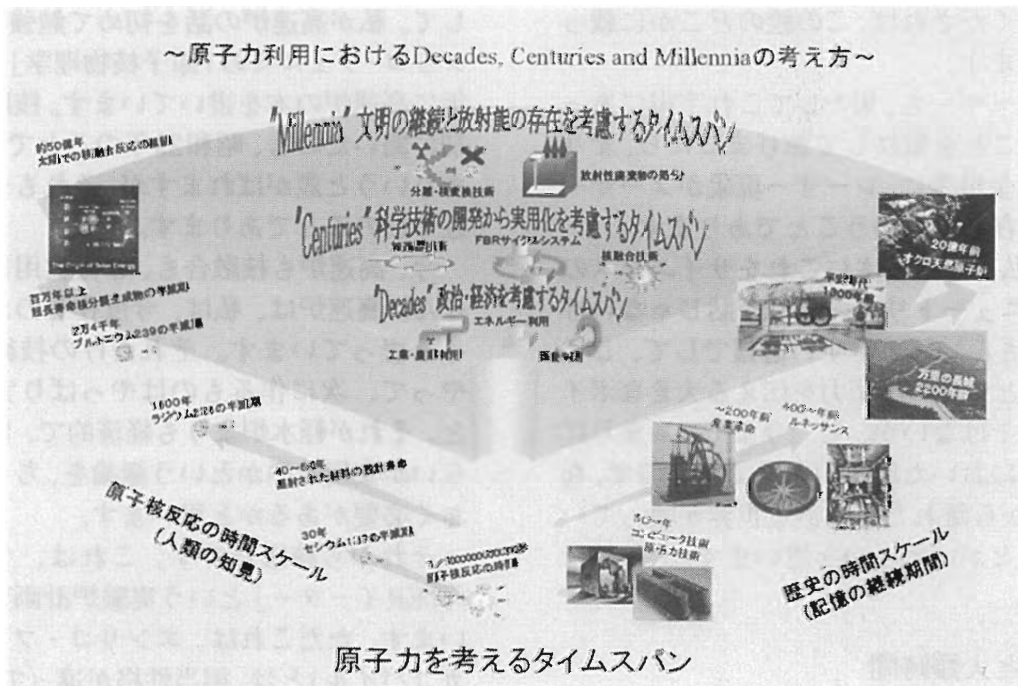 ～原子力利用におけるDecades, Centuries and Millenniaの考え方～
"Millennia" 文明の継続と放射能の存在を考慮するタイムスパン
分離・核変換技術
放射性廃棄物の処分
"Centuries" 科学技術の開発から実用化を考慮するタイムスパン
FBRサイクルシステム
核融合技術
"Decades" 政治・経済を考慮するタイムスパン
エネルギー利用
工業・農業利用
医療利用
約50億年
太陽での核融合反応の継続
百万年以上
超長寿命核分裂生成物の半減期
2万4千年
プルトニウム239の半減期
1600年
ラジウム226の半減期
40～60年
照射された材料の設計寿命
30年
セシウム137の半減期
原子核反応の時間
原子核反応の時間スケール
(人類の知見)
20億年前
オクロ天然原子炉
平安時代
万里の長城
2200年前
～200年前
産業革命
400～年前
ルネッサンス
50～年
コンピュータ技術
原子力技術
歴史の時間スケール
(記憶の継続期間)
原子力を考えるタイムスパン